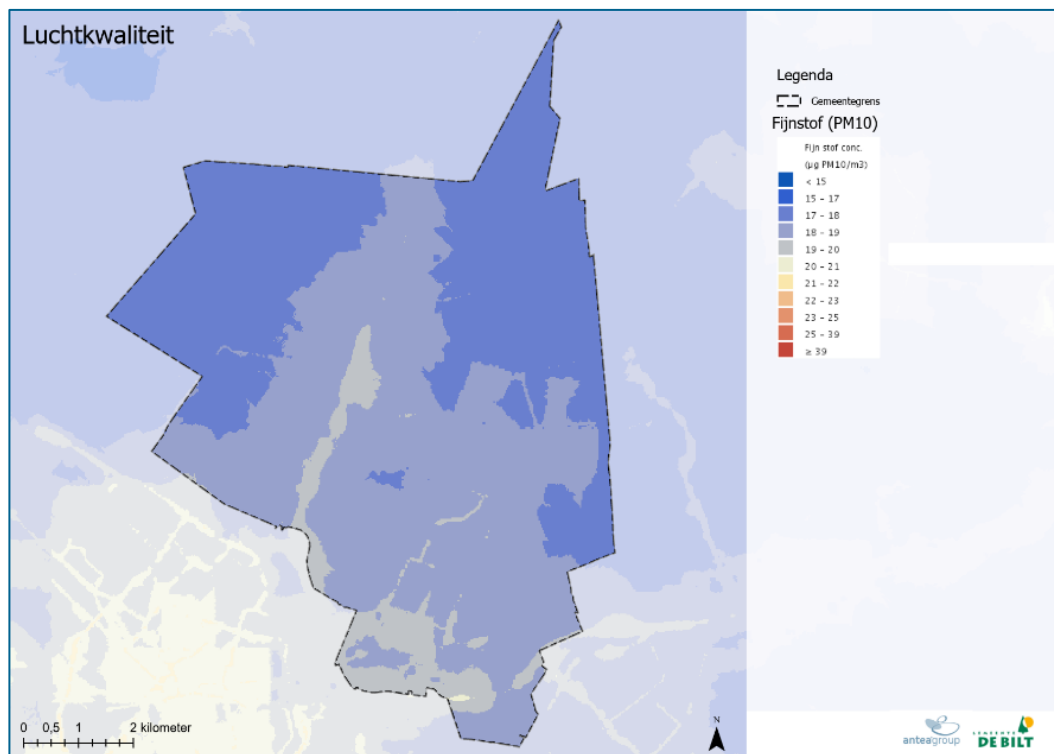 Luchtkwaliteit
Legenda
Gemeentegrens
Fijnstof (PM10)
Fijn stof conc.
(µg PM10/m3)
< 15
15 – 17
17 – 18
18 – 19
19 – 20
20 – 21
21 – 22
22 – 23
23 – 25
25 – 39
≥ 39
0 0,5 1 2 kilometer
N
anteagroup
GEMEENTE
DE BILT